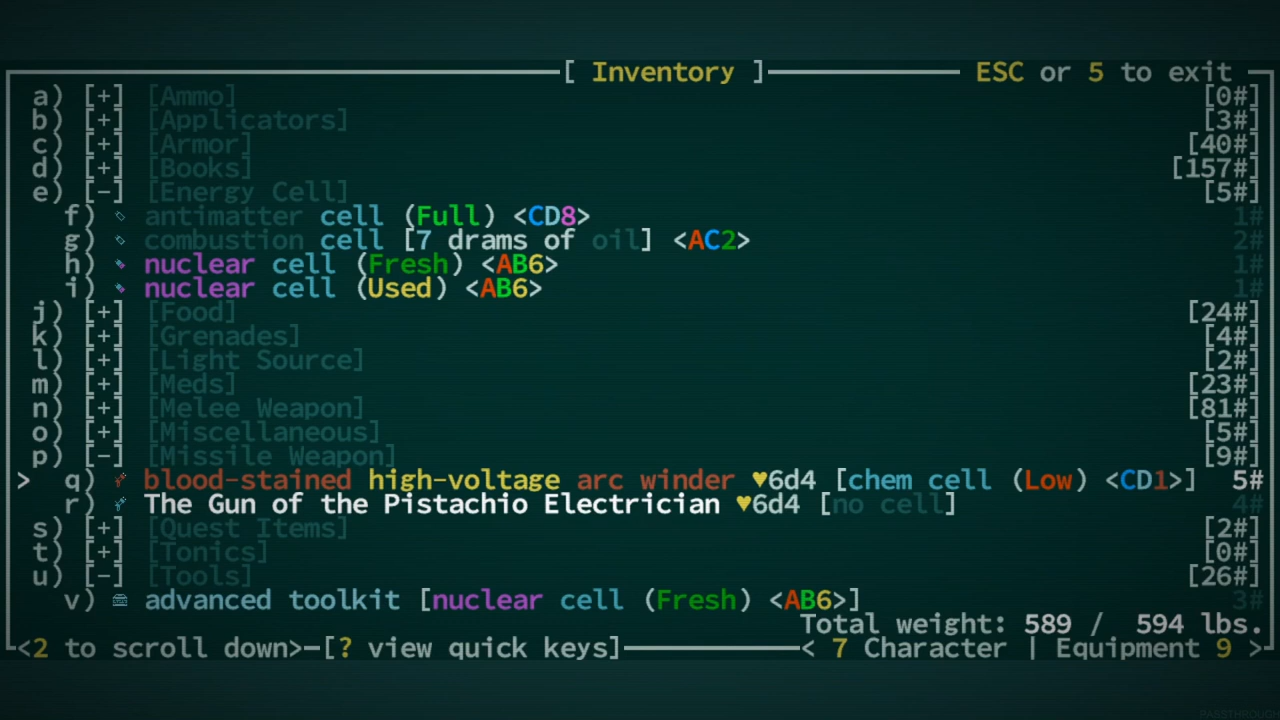 [ Inventory ] ESC or 5 to exit
a) [+] [Ammo] [0#]
b) [+] [Applicators] [3#]
c) [+] [Armor] [40#]
d) [+] [Books] [157#]
e) [-] [Energy Cell] [5#]
f) antimatter cell (Full) <CD8> 1#
g) combustion cell [7 drams of oil] <AC2> 2#
h) nuclear cell (Fresh) <AB6> 1#
i) nuclear cell (Used) <AB6> 1#
j) [+] [Food] [24#]
k) [+] [Grenades] [4#]
l) [+] [Light Source] [2#]
m) [+] [Meds] [23#]
n) [+] [Melee Weapon] [81#]
o) [+] [Miscellaneous] [5#]
p) [-] [Missile Weapon] [9#]
> q) blood-stained high-voltage arc winder ♥6d4 [chem cell (Low) <CD1>] 5#
r) The Gun of the Pistachio Electrician ♥6d4 [no cell] 4#
s) [+] [Quest Items] [2#]
t) [+] [Tonics] [0#]
u) [-] [Tools] [26#]
v) advanced toolkit [nuclear cell (Fresh) <AB6>] 3#
Total weight: 589 / 594 lbs.
<2 to scroll down> [? view quick keys] < 7 Character | Equipment 9 >